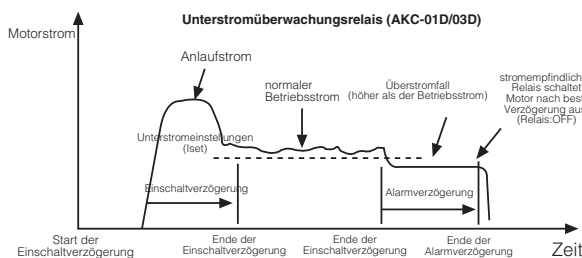 Unterstromüberwachungsrelais (AKC-01D/03D)
Motorstrom
Anlaufstrom
normaler
Betriebsstrom
Überstromfall
(höher als der Betriebsstrom)
stromempfindlich
Relais schaltet
Motor nach best
Verzögerung aus
(Relais:OFF)
Unterstromeinstellungen
(Iset)
Einschaltverzögerung
Alarmverzögerung
Start der
Einschaltverzögerung
Ende der
Einschaltverzögerung
Ende der
Einschaltverzögerung
Ende der
Alarmverzögerung
Zeit